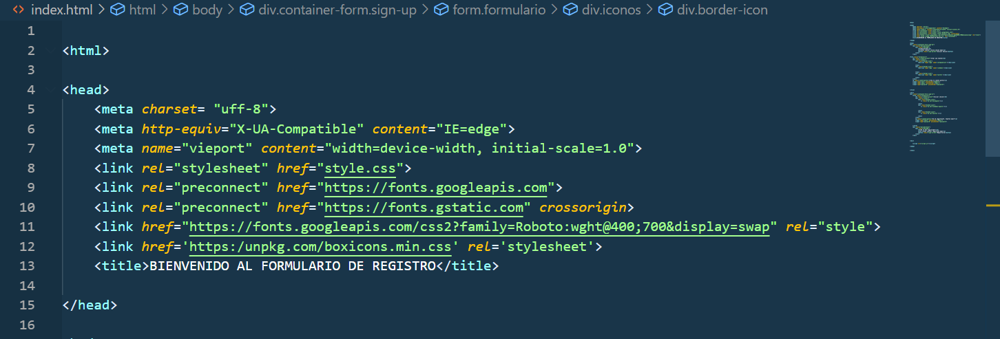 index.html > html > body > div.container-form.sign-up > form.formulario > div.iconos > div.border-icon
1
2 <html>
3
4 <head>
5 <meta charset= "uff-8">
6 <meta http-equiv="X-UA-Compatible" content="IE=edge">
7 <meta name="vieport" content="width=device-width, initial-scale=1.0">
8 <link rel="stylesheet" href="style.css">
9 <link rel="preconnect" href="https://fonts.googleapis.com">
10 <link rel="preconnect" href="https://fonts.gstatic.com" crossorigin>
11 <link href="https://fonts.googleapis.com/css2?family=Roboto:wght@400;700&display=swap" rel="style">
12 <link href='https:/unpkg.com/boxicons.min.css' rel='stylesheet'>
13 <title>BIENVENIDO AL FORMULARIO DE REGISTRO</title>
14
15 </head>
16